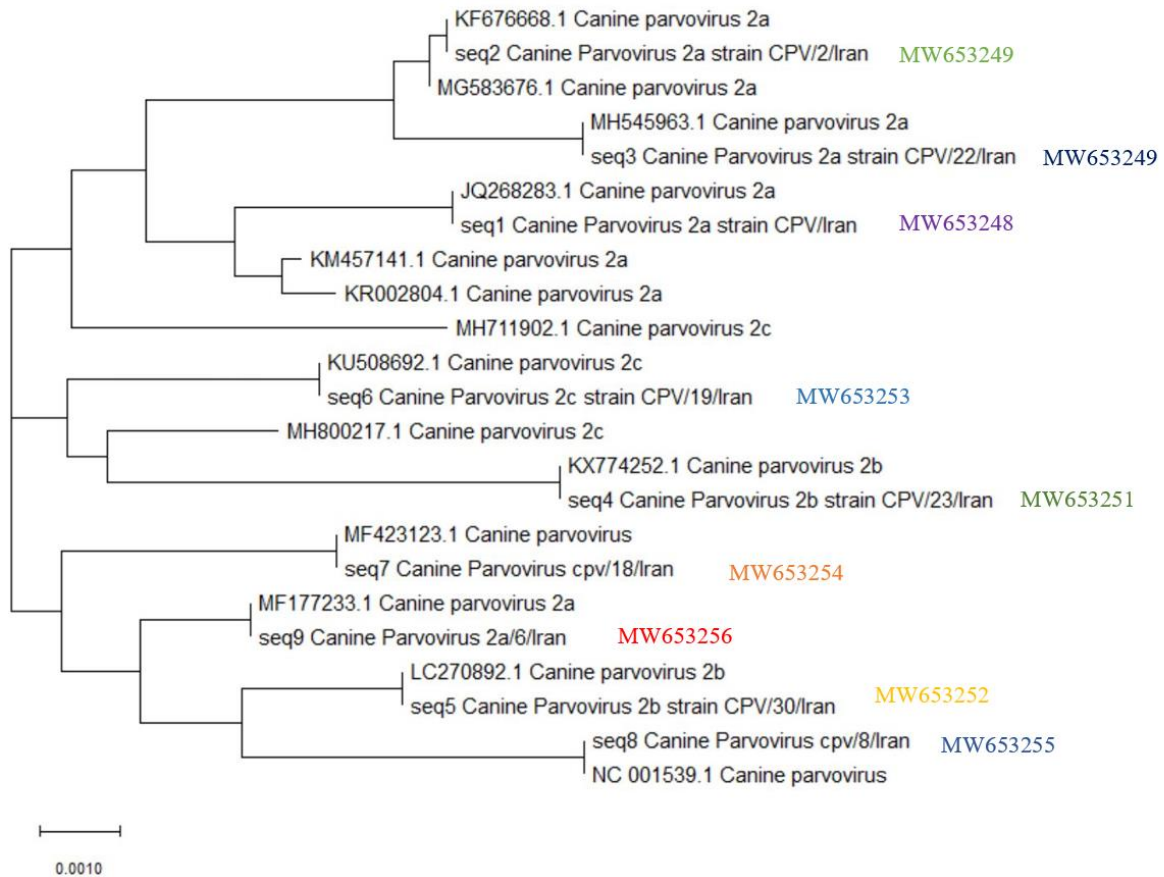 KF676668.1 Canine parvovirus 2a
seq2 Canine Parvovirus 2a strain CPV/2/Iran MW653249
MG583676.1 Canine parvovirus 2a
MH545963.1 Canine parvovirus 2a
seq3 Canine Parvovirus 2a strain CPV/22/Iran MW653249
JQ268283.1 Canine parvovirus 2a
seq1 Canine Parvovirus 2a strain CPV/Iran MW653248
KM457141.1 Canine parvovirus 2a
KR002804.1 Canine parvovirus 2a
MH711902.1 Canine parvovirus 2c
KU508692.1 Canine parvovirus 2c
seq6 Canine Parvovirus 2c strain CPV/19/Iran MW653253
MH800217.1 Canine parvovirus 2c
KX774252.1 Canine parvovirus 2b
seq4 Canine Parvovirus 2b strain CPV/23/Iran MW653251
MF423123.1 Canine parvovirus
seq7 Canine Parvovirus cpv/18/Iran MW653254
MF177233.1 Canine parvovirus 2a
seq9 Canine Parvovirus 2a/6/Iran MW653256
LC270892.1 Canine parvovirus 2b
seq5 Canine Parvovirus 2b strain CPV/30/Iran MW653252
seq8 Canine Parvovirus cpv/8/Iran MW653255
NC 001539.1 Canine parvovirus
0.0010